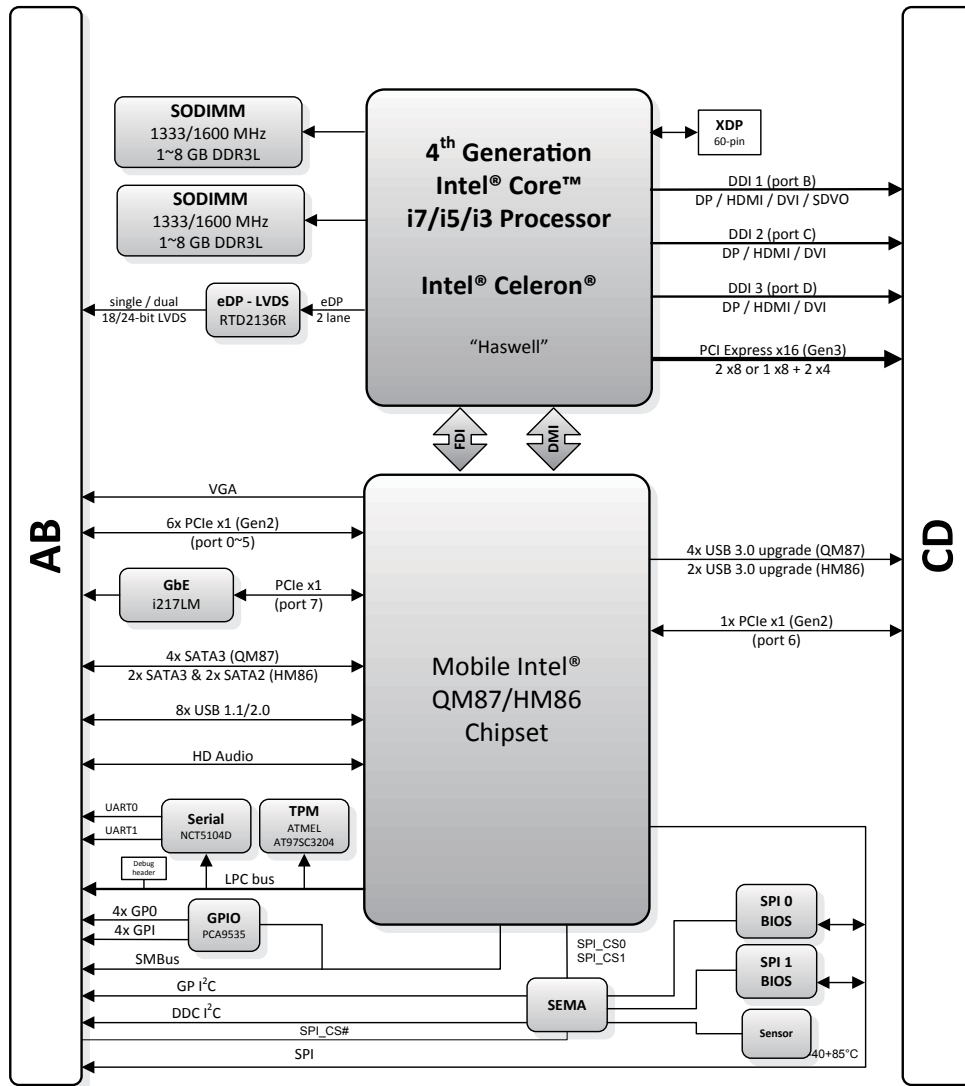 AB
CD
SODIMM
1333/1600 MHz
1~8 GB DDR3L
SODIMM
1333/1600 MHz
1~8 GB DDR3L
4th Generation
Intel® Core™
i7/i5/i3 Processor
Intel® Celeron®
“Haswell”
XDP
60-pin
DDI 1 (port B)
DP / HDMI / DVI / SDVO
DDI 2 (port C)
DP / HDMI / DVI
DDI 3 (port D)
DP / HDMI / DVI
PCI Express x16 (Gen3)
2 x8 or 1 x8 + 2 x4
single / dual
18/24-bit LVDS
eDP - LVDS
RTD2136R
eDP
2 lane
FDI
DMI
VGA
6x PCIe x1 (Gen2)
(port 0~5)
GbE
i217LM
PCIe x1
(port 7)
4x SATA3 (QM87)
2x SATA3 & 2x SATA2 (HM86)
8x USB 1.1/2.0
HD Audio
Mobile Intel®
QM87/HM86
Chipset
4x USB 3.0 upgrade (QM87)
2x USB 3.0 upgrade (HM86)
1x PCIe x1 (Gen2)
(port 6)
UART0
UART1
Serial
NCT5104D
TPM
ATMEL
AT97SC3204
Debug
header
LPC bus
4x GP0
4x GPI
GPIO
PCA9535
SMBus
GP I²C
DDC I²C
SPI_CS#
SPI
SPI_CS0
SPI_CS1
SEMA
SPI 0
BIOS
SPI 1
BIOS
Sensor
-40+85°C